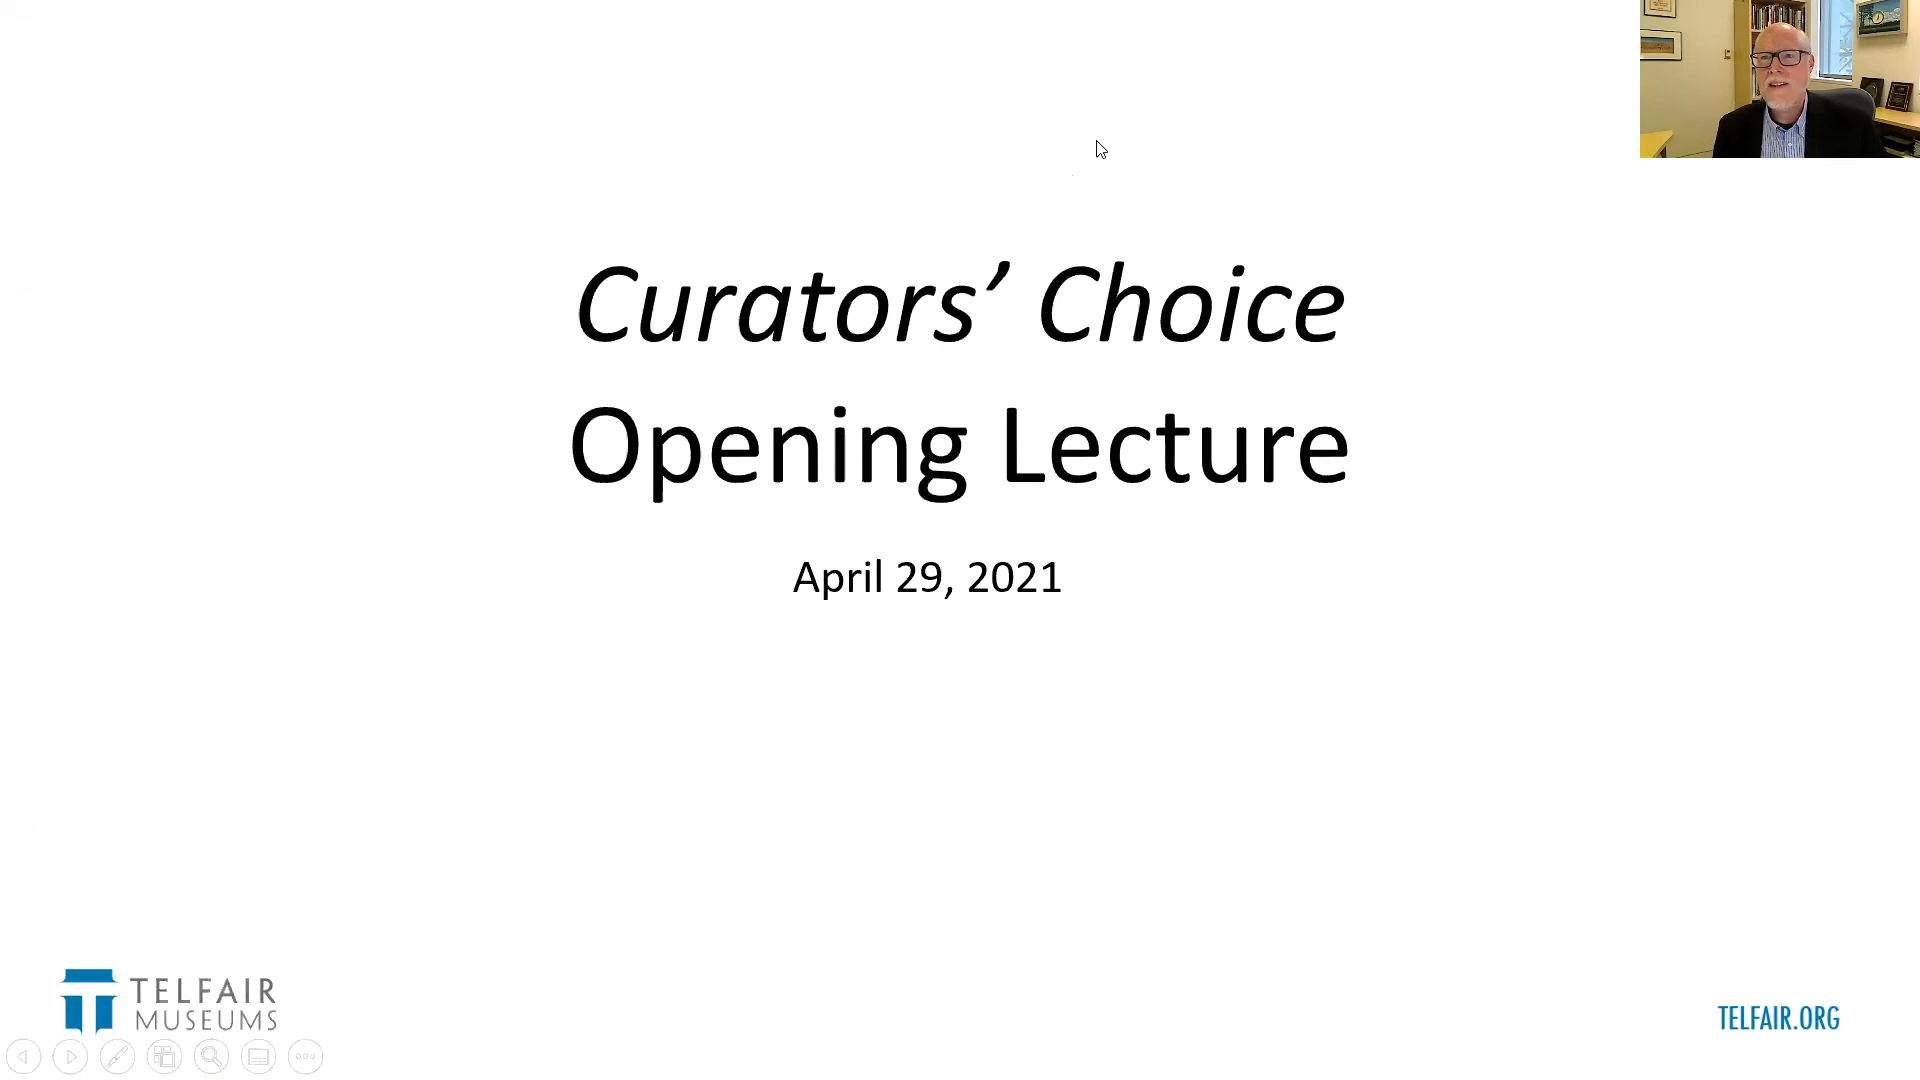 Curators’ Choice
Opening Lecture
April 29, 2021
TELFAIR
MUSEUMS
TELFAIR.ORG